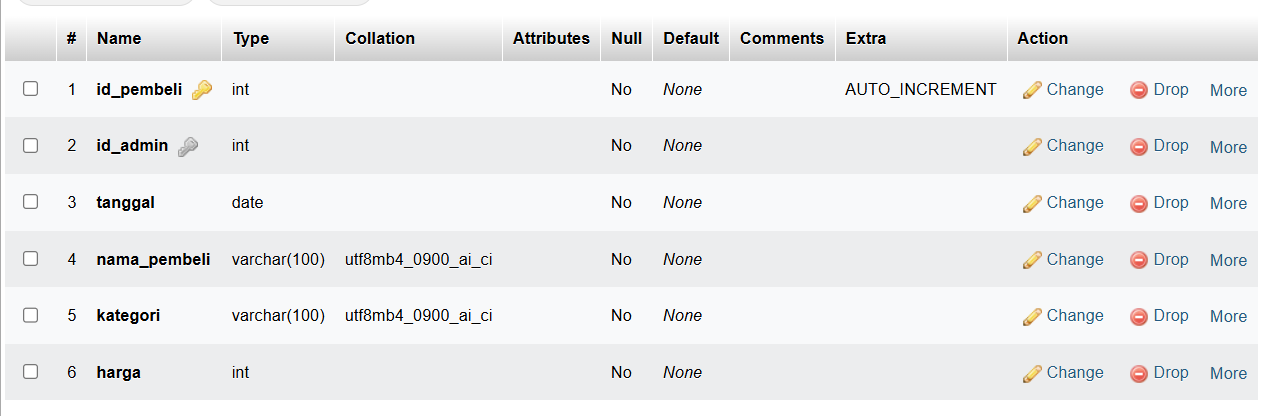 # Name Type Collation Attributes Null Default Comments Extra Action
1 id_pembeli int No None AUTO_INCREMENT Change Drop More
2 id_admin int No None Change Drop More
3 tanggal date No None Change Drop More
4 nama_pembeli varchar(100) utf8mb4_0900_ai_ci No None Change Drop More
5 kategori varchar(100) utf8mb4_0900_ai_ci No None Change Drop More
6 harga int No None Change Drop More